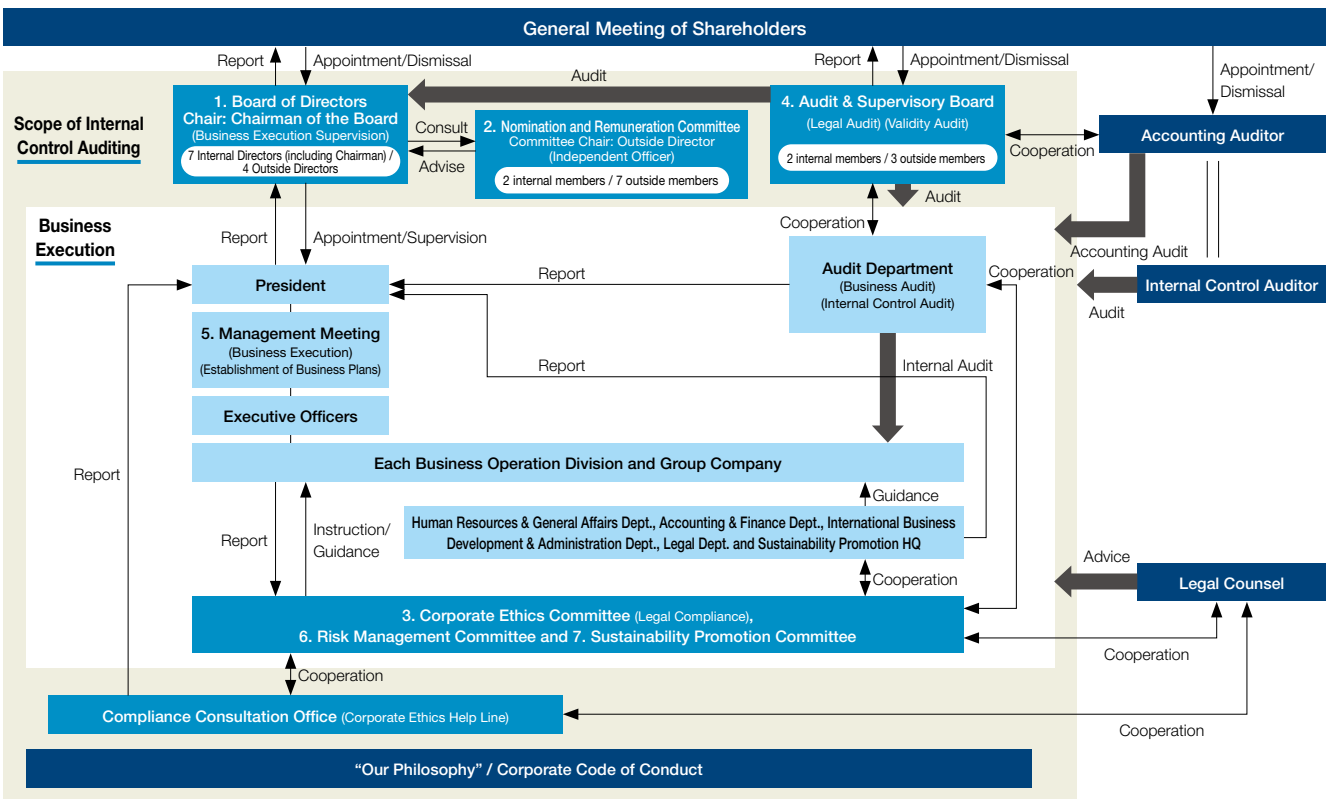 General Meeting of Shareholders
Report
Appointment/Dismissal
Audit
Report
Appointment/Dismissal
Appointment/
Dismissal
Scope of Internal
Control Auditing
1. Board of Directors
Chair: Chairman of the Board
(Business Execution Supervision)
7 Internal Directors (including Chairman) /
4 Outside Directors
Consult
Advise
2. Nomination and Remuneration Committee
Committee Chair: Outside Director
(Independent Officer)
2 internal members / 7 outside members
4. Audit & Supervisory Board
(Legal Audit) (Validity Audit)
2 internal members / 3 outside members
Cooperation
Accounting Auditor
Audit
Business
Execution
Report
Appointment/Supervision
Cooperation
Accounting Audit
President
Report
Audit Department
(Business Audit)
(Internal Control Audit)
Cooperation
Internal Control Auditor
Audit
5. Management Meeting
(Business Execution)
(Establishment of Business Plans)
Report
Internal Audit
Executive Officers
Each Business Operation Division and Group Company
Report
Guidance
Report
Instruction/
Guidance
Human Resources & General Affairs Dept., Accounting & Finance Dept., International Business
Development & Administration Dept., Legal Dept. and Sustainability Promotion HQ
Cooperation
Advice
Legal Counsel
3. Corporate Ethics Committee (Legal Compliance),
6. Risk Management Committee and 7. Sustainability Promotion Committee
Cooperation
Cooperation
Compliance Consultation Office (Corporate Ethics Help Line)
Cooperation
“Our Philosophy” / Corporate Code of Conduct